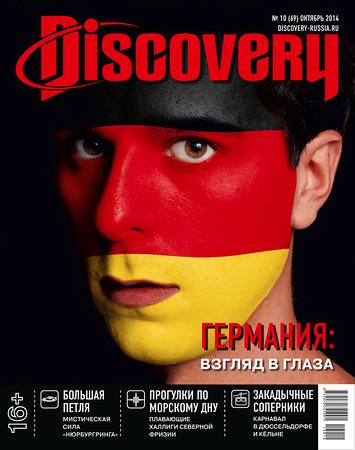 № 10 (69) ОКТЯБРЬ 2014
DISCOVERY-RUSSIA.RU
Discovery
ГЕРМАНИЯ:
ВЗГЛЯД В ГЛАЗА
16+
БОЛЬШАЯ
ПЕТЛЯ
МИСТИЧЕСКАЯ
СИЛА
«НЮРБУРГРИНГА»
ПРОГУЛКИ ПО
МОРСКОМУ ДНУ
ПЛАВАЮЩИЕ
ХАЛЛИГИ СЕВЕРНОЙ
ФРИЗИИ
ЗАКАДЫЧНЫЕ
СОПЕРНИКИ
КАРНАВАЛ
В ДЮССЕЛЬДОРФЕ
И КЁЛЬНЕ